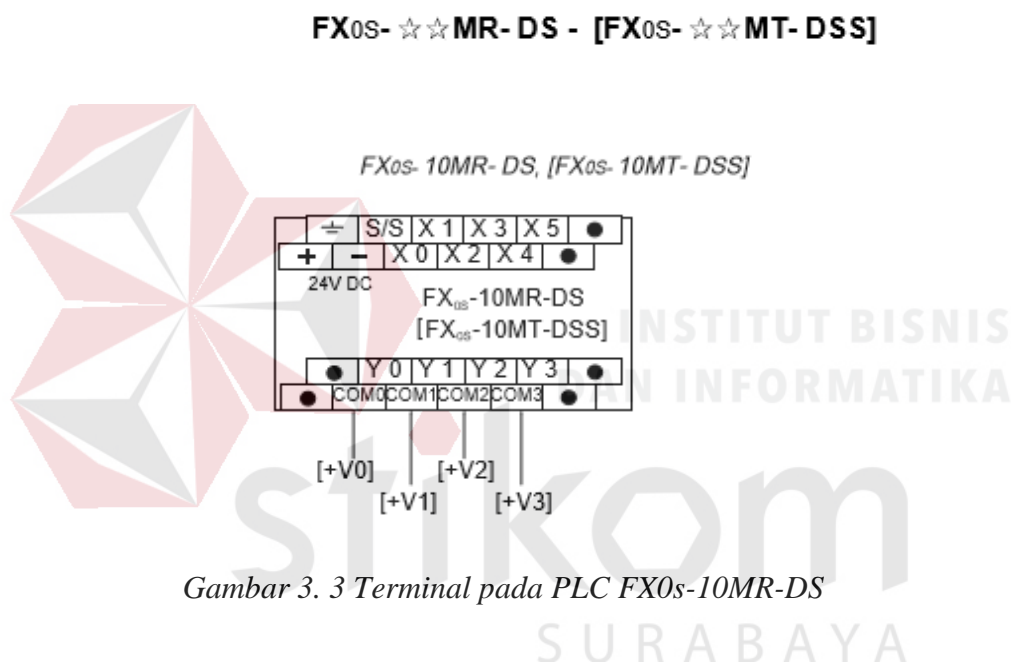 FX0S- ☆☆MR- DS - [FX0S- ☆☆MT- DSS]
FX0s- 10MR- DS, [FX0s- 10MT- DSS]
⏚ S/S X 1 X 3 X 5 ●
+ - X 0 X 2 X 4 ●
24V DC
FX0S-10MR-DS
[FX0S-10MT-DSS]
● Y 0 Y 1 Y 2 Y 3 ●
● COM0 COM1 COM2 COM3 ●
[+V0] [+V2]
[+V1] [+V3]
INSTITUT BISNIS
DAN INFORMATIKA
stikom
SURABAYA
Gambar 3. 3 Terminal pada PLC FX0s-10MR-DS